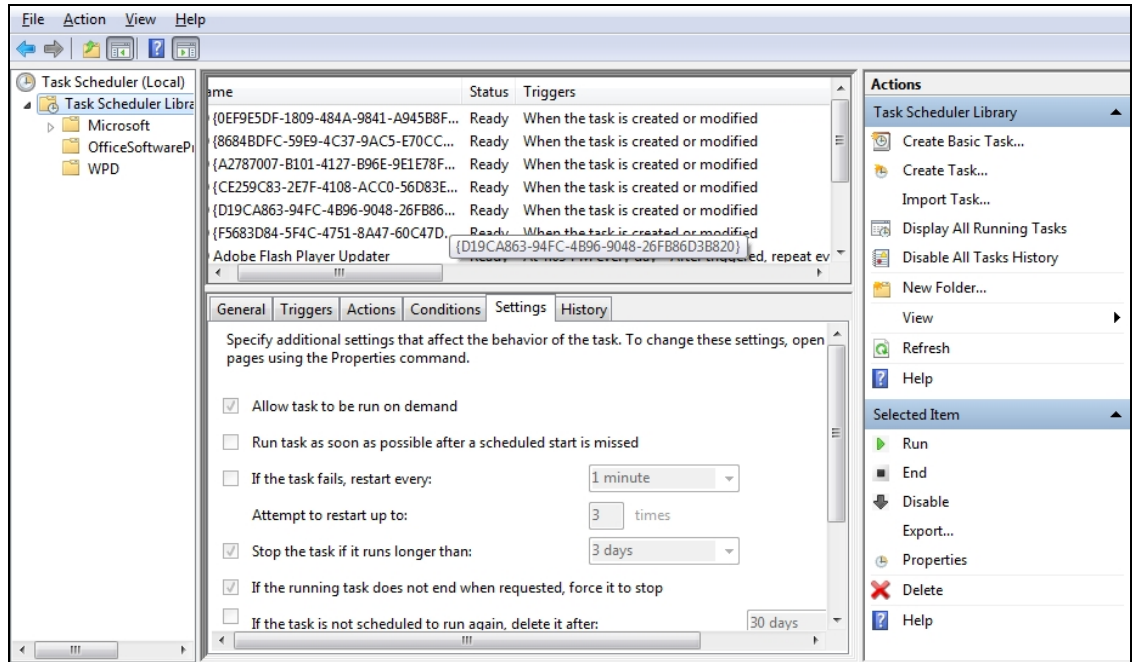 File Action View Help
Task Scheduler (Local)
Task Scheduler Libra
Microsoft
OfficeSoftwarePr
WPD
ame Status Triggers
{0EF9E5DF-1809-484A-9841-A945B8F... Ready When the task is created or modified
{8684BDFC-59E9-4C37-9AC5-E70CC... Ready When the task is created or modified
{A2787007-B101-4127-B96E-9E1E78F... Ready When the task is created or modified
{CE259C83-2E7F-4108-ACC0-56D83E... Ready When the task is created or modified
{D19CA863-94FC-4B96-9048-26FB86... Ready When the task is created or modified
{F5683D84-5F4C-4751-8A47-60C47D... Ready When the task is created or modified
{D19CA863-94FC-4B96-9048-26FB86D3B820}
Adobe Flash Player Updater Ready At 4:05 PM every day - After triggered, repeat ev
General Triggers Actions Conditions Settings History
Specify additional settings that affect the behavior of the task. To change these settings, open
pages using the Properties command.
Allow task to be run on demand
Run task as soon as possible after a scheduled start is missed
If the task fails, restart every: 1 minute
Attempt to restart up to: 3 times
Stop the task if it runs longer than: 3 days
If the running task does not end when requested, force it to stop
If the task is not scheduled to run again, delete it after: 30 days
Actions
Task Scheduler Library
Create Basic Task...
Create Task...
Import Task...
Display All Running Tasks
Disable All Tasks History
New Folder...
View
Refresh
Help
Selected Item
Run
End
Disable
Export...
Properties
Delete
Help